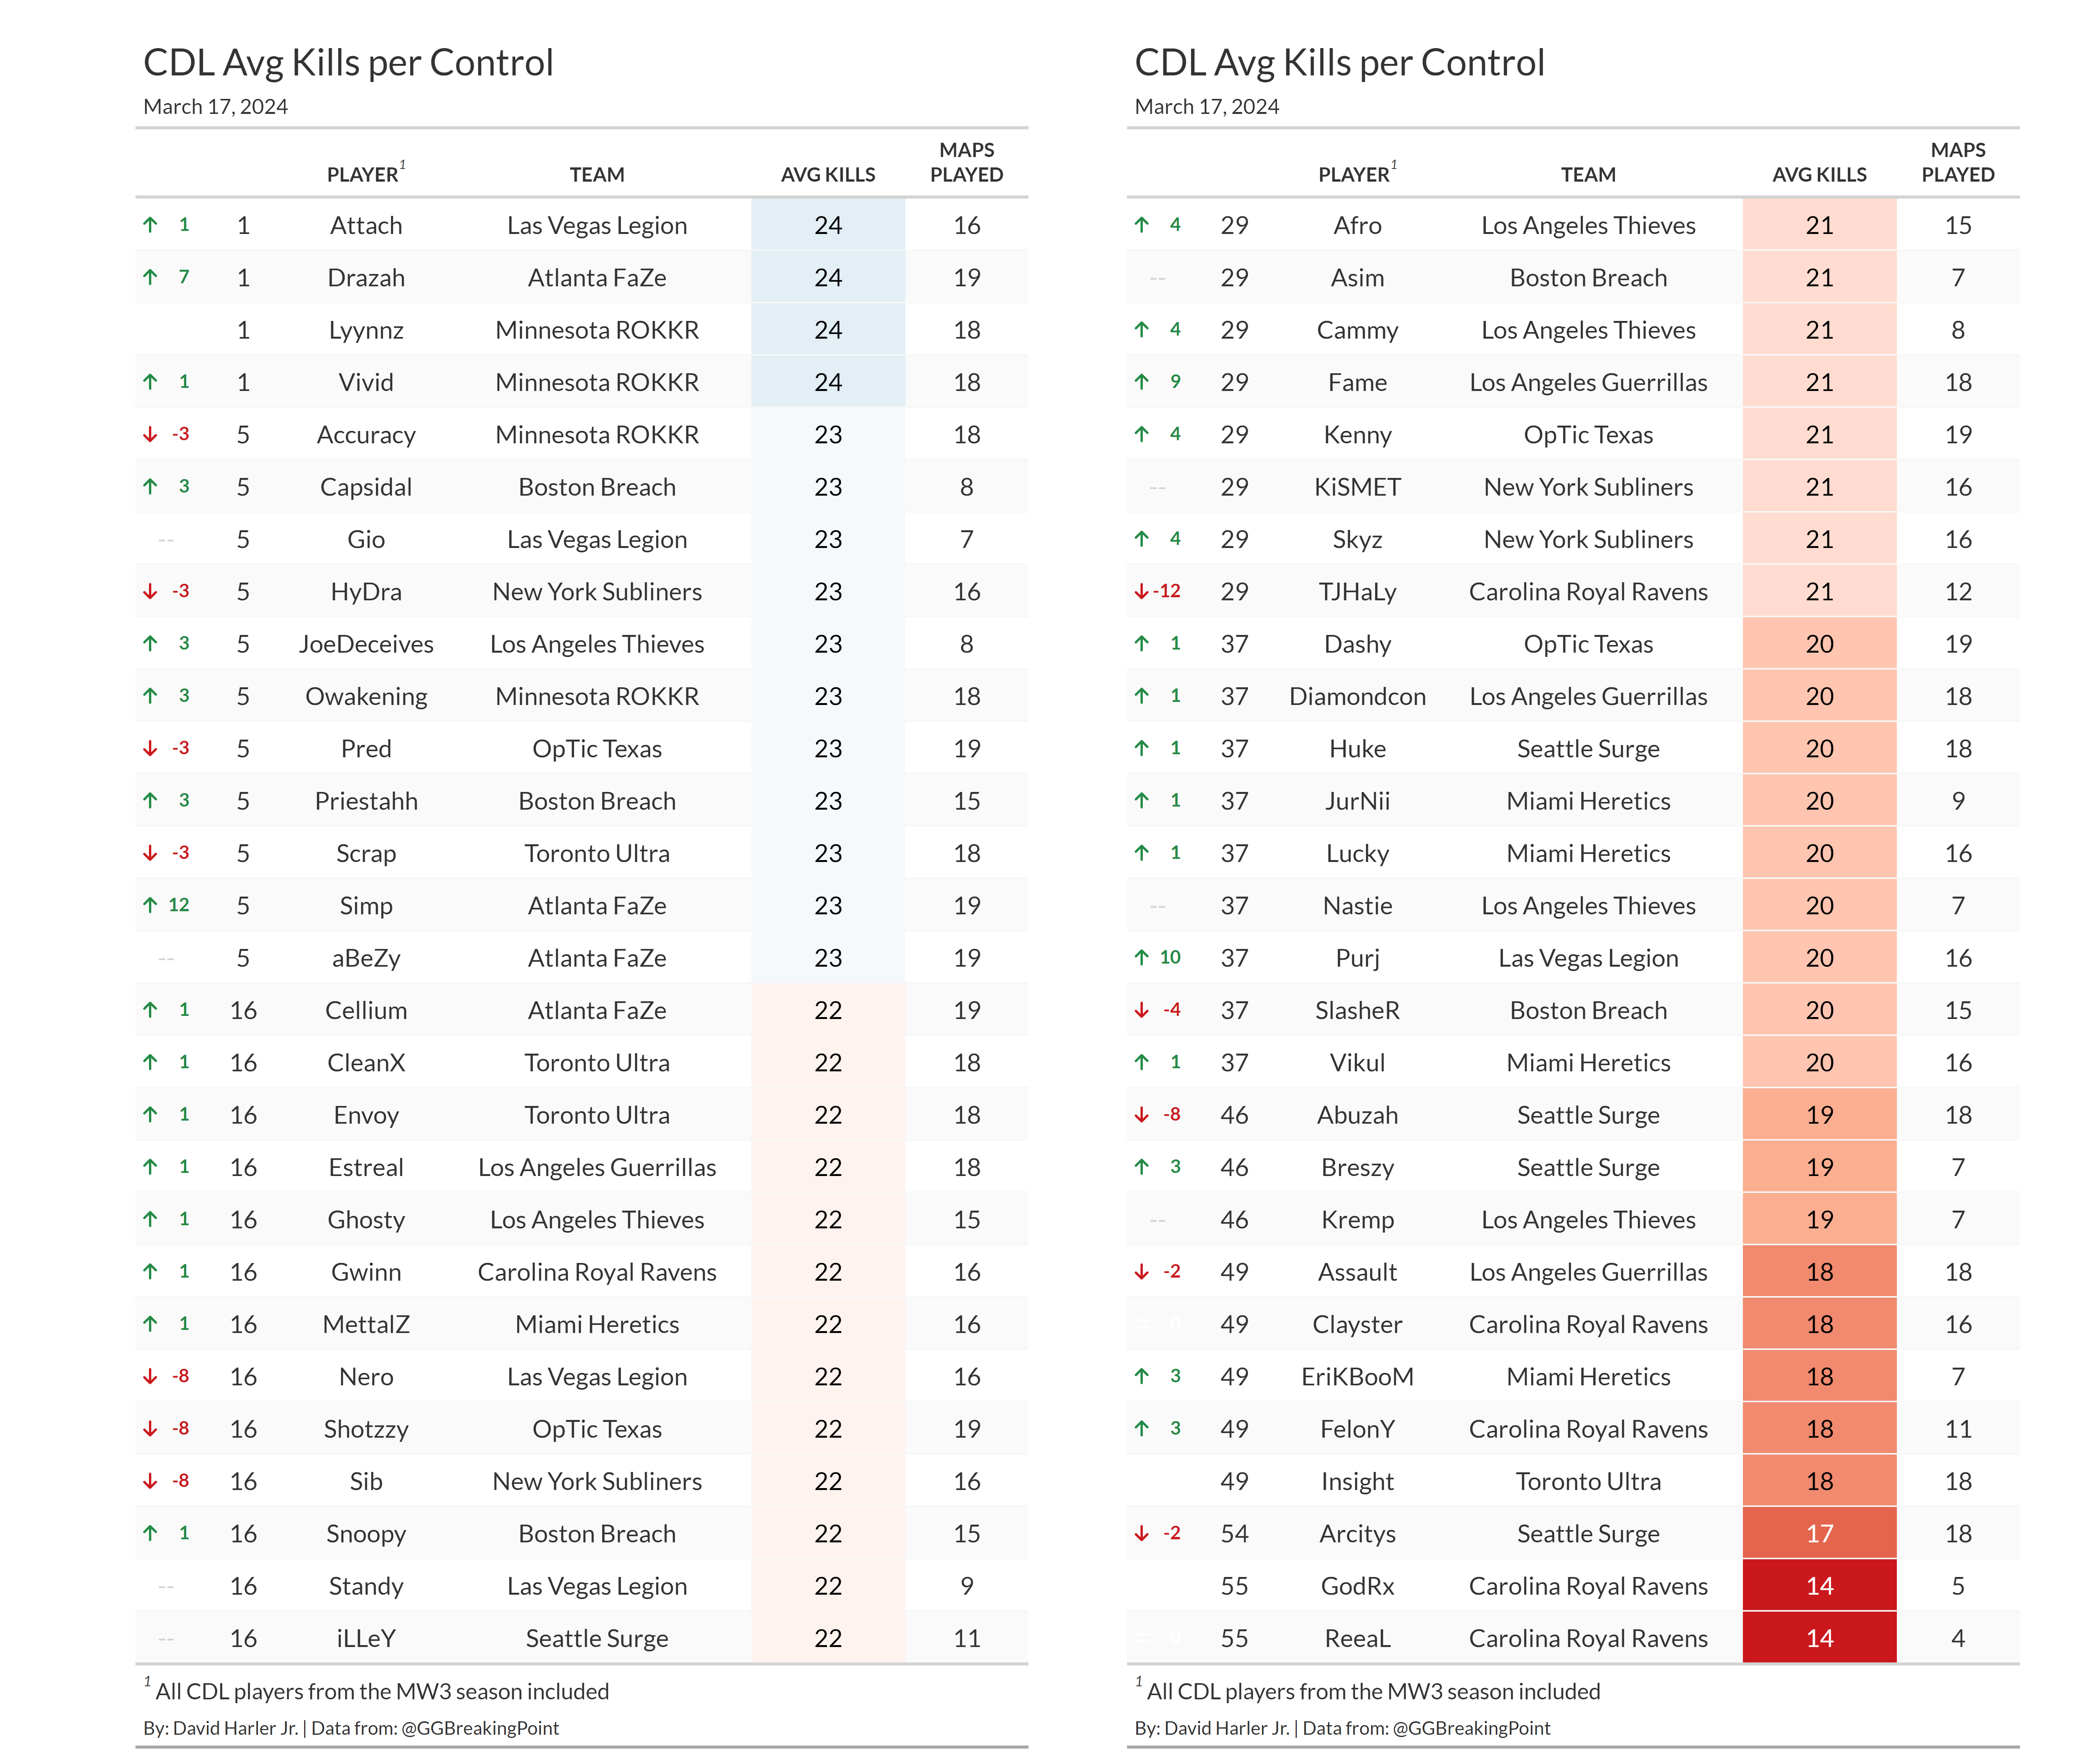 CDL Avg Kills per Control
March 17, 2024
PLAYER1 TEAM AVG KILLS MAPS PLAYED
↑ 1 1 Attach Las Vegas Legion 24 16
↑ 7 1 Drazah Atlanta FaZe 24 19
1 Lyynnz Minnesota ROKKR 24 18
↑ 1 1 Vivid Minnesota ROKKR 24 18
↓ -3 5 Accuracy Minnesota ROKKR 23 18
↑ 3 5 Capsidal Boston Breach 23 8
-- 5 Gio Las Vegas Legion 23 7
↓ -3 5 HyDra New York Subliners 23 16
↑ 3 5 JoeDeceives Los Angeles Thieves 23 8
↑ 3 5 Owakening Minnesota ROKKR 23 18
↓ -3 5 Pred OpTic Texas 23 19
↑ 3 5 Priestahh Boston Breach 23 15
↓ -3 5 Scrap Toronto Ultra 23 18
↑ 12 5 Simp Atlanta FaZe 23 19
-- 5 aBeZy Atlanta FaZe 23 19
↑ 1 16 Cellium Atlanta FaZe 22 19
↑ 1 16 CleanX Toronto Ultra 22 18
↑ 1 16 Envoy Toronto Ultra 22 18
↑ 1 16 Estreal Los Angeles Guerrillas 22 18
↑ 1 16 Ghosty Los Angeles Thieves 22 15
↑ 1 16 Gwinn Carolina Royal Ravens 22 16
↑ 1 16 MettalZ Miami Heretics 22 16
↓ -8 16 Nero Las Vegas Legion 22 16
↓ -8 16 Shotzzy OpTic Texas 22 19
↓ -8 16 Sib New York Subliners 22 16
↑ 1 16 Snoopy Boston Breach 22 15
-- 16 Standy Las Vegas Legion 22 9
-- 16 iLLeY Seattle Surge 22 11
1 All CDL players from the MW3 season included
By: David Harler Jr. | Data from: @GGBreakingPoint
CDL Avg Kills per Control
March 17, 2024
PLAYER1 TEAM AVG KILLS MAPS PLAYED
↑ 4 29 Afro Los Angeles Thieves 21 15
-- 29 Asim Boston Breach 21 7
↑ 4 29 Cammy Los Angeles Thieves 21 8
↑ 9 29 Fame Los Angeles Guerrillas 21 18
↑ 4 29 Kenny OpTic Texas 21 19
-- 29 KiSMET New York Subliners 21 16
↑ 4 29 Skyz New York Subliners 21 16
↓ -12 29 TJHaLy Carolina Royal Ravens 21 12
↑ 1 37 Dashy OpTic Texas 20 19
↑ 1 37 Diamondcon Los Angeles Guerrillas 20 18
↑ 1 37 Huke Seattle Surge 20 18
↑ 1 37 JurNii Miami Heretics 20 9
↑ 1 37 Lucky Miami Heretics 20 16
-- 37 Nastie Los Angeles Thieves 20 7
↑ 10 37 Purj Las Vegas Legion 20 16
↓ -4 37 SlasheR Boston Breach 20 15
↑ 1 37 Vikul Miami Heretics 20 16
↓ -8 46 Abuzah Seattle Surge 19 18
↑ 3 46 Breszy Seattle Surge 19 7
-- 46 Kremp Los Angeles Thieves 19 7
↓ -2 49 Assault Los Angeles Guerrillas 18 18
= 0 49 Clayster Carolina Royal Ravens 18 16
↑ 3 49 EriKBooM Miami Heretics 18 7
↑ 3 49 FelonY Carolina Royal Ravens 18 11
49 Insight Toronto Ultra 18 18
↓ -2 54 Arcitys Seattle Surge 17 18
55 GodRx Carolina Royal Ravens 14 5
= 0 55 ReeaL Carolina Royal Ravens 14 4
1 All CDL players from the MW3 season included
By: David Harler Jr. | Data from: @GGBreakingPoint